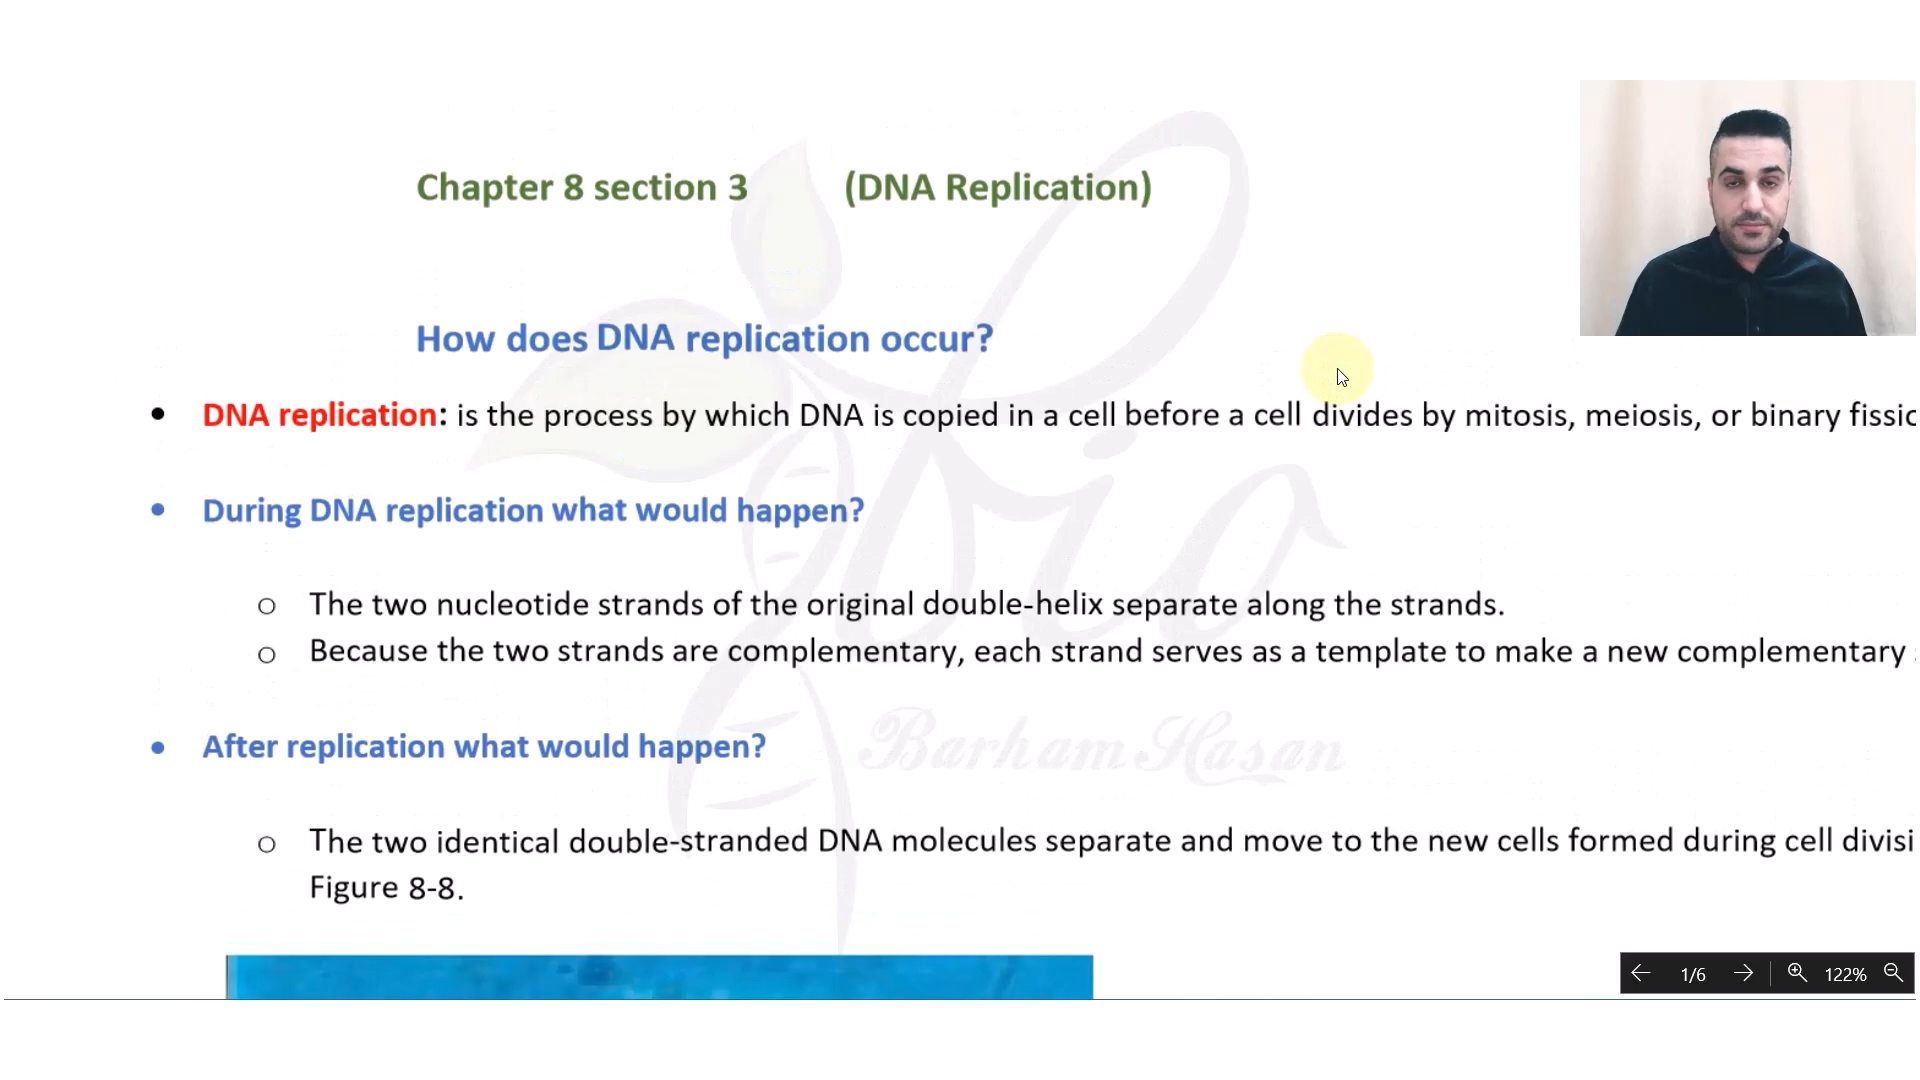 Chapter 8 section 3 (DNA Replication)
How does DNA replication occur?
• DNA replication: is the process by which DNA is copied in a cell before a cell divides by mitosis, meiosis, or binary
• During DNA replication what would happen?
o The two nucleotide strands of the original double-helix separate along the strands.
o Because the two strands are complementary, each strand serves as a template to make a new complementary
• After replication what would happen?
o The two identical double-stranded DNA molecules separate and move to the new cells formed during cell
Figure 8-8.
Bio
Barham Hasan
1/6 122%